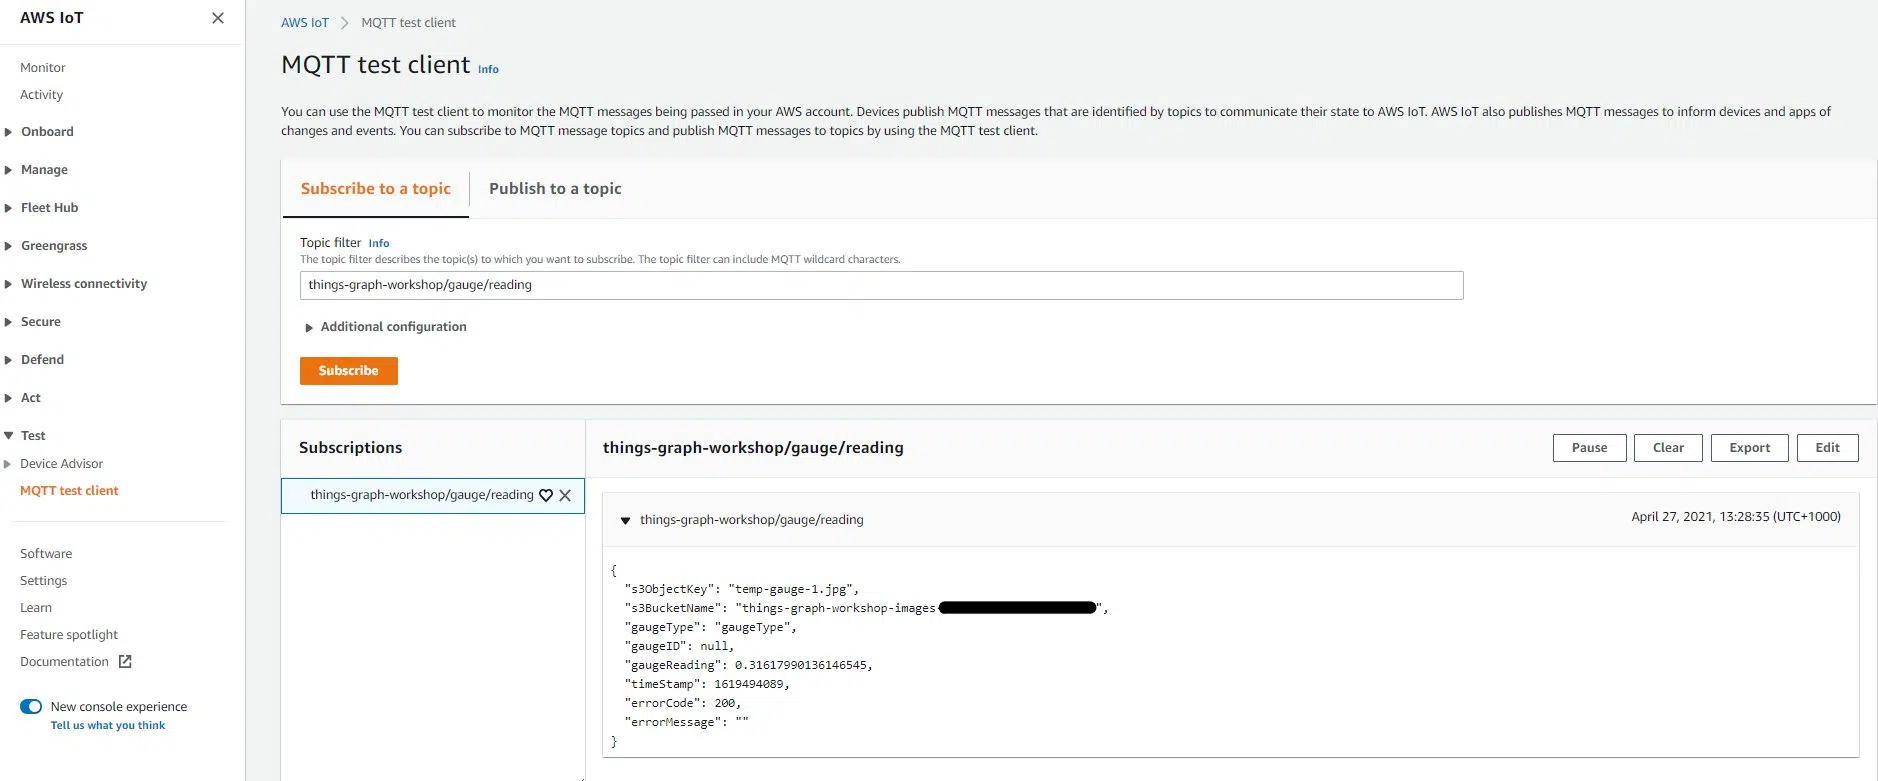 AWS IoT
Monitor
Activity
Onboard
Manage
Fleet Hub
Greengrass
Wireless connectivity
Secure
Defend
Act
Test
Device Advisor
MQTT test client
Software
Settings
Learn
Feature spotlight
Documentation
New console experience
Tell us what you think
AWS IoT > MQTT test client
MQTT test client Info
You can use the MQTT test client to monitor the MQTT messages being passed in your AWS account. Devices publish MQTT messages that are identified by topics to communicate their state to AWS IoT. AWS IoT also publishes MQTT messages to inform devices and apps of
changes and events. You can subscribe to MQTT message topics and publish MQTT messages to topics by using the MQTT test client.
Subscribe to a topic Publish to a topic
Topic filter Info
The topic filter describes the topic(s) to which you want to subscribe. The topic filter can include MQTT wildcard characters.
things-graph-workshop/gauge/reading
Additional configuration
Subscribe
Subscriptions
things-graph-workshop/gauge/reading
things-graph-workshop/gauge/reading
Pause Clear Export Edit
things-graph-workshop/gauge/reading April 27, 2021, 13:28:35 (UTC+1000)
{
"s3ObjectKey": "temp-gauge-1.jpg",
"s3BucketName": "things-graph-workshop-images-",
"gaugeType": "gaugeType",
"gaugeID": null,
"gaugeReading": 0.31617990136146545,
"timeStamp": 1619494089,
"errorCode": 200,
"errorMessage": ""
}